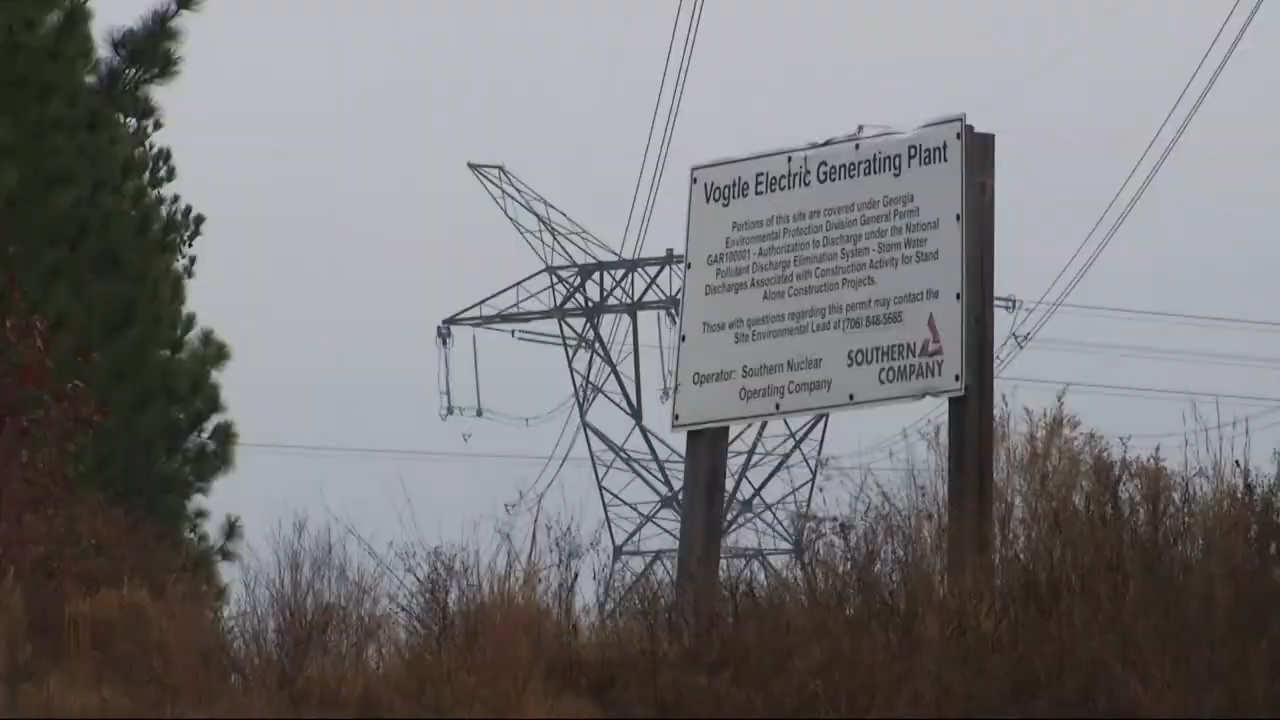 Vogtle Electric Generating Plant
Portions of this site are covered under Georgia
Environmental Protection Division General Permit
GAR100001 - Authorization to Discharge under the National
Pollutant Discharge Elimination System - Storm Water
Discharges Associated with Construction Activity for Stand
Alone Construction Projects.
Those with questions regarding this permit may contact the
Site Environmental Lead at (706) 848-5665.
Operator: Southern Nuclear
Operating Company
SOUTHERN
COMPANY